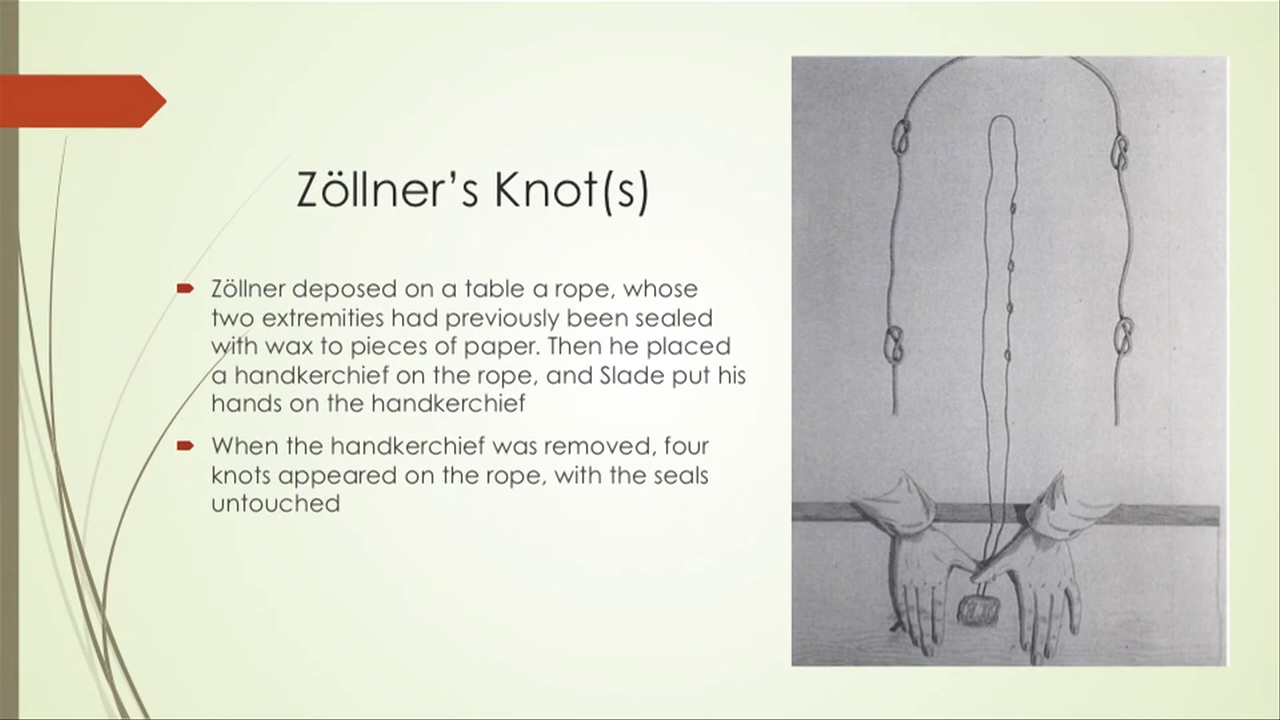 Zöllner’s Knot(s)
Zöllner deposed on a table a rope, whose
two extremities had previously been sealed
with wax to pieces of paper. Then he placed
a handkerchief on the rope, and Slade put his
hands on the handkerchief
When the handkerchief was removed, four
knots appeared on the rope, with the seals
untouched